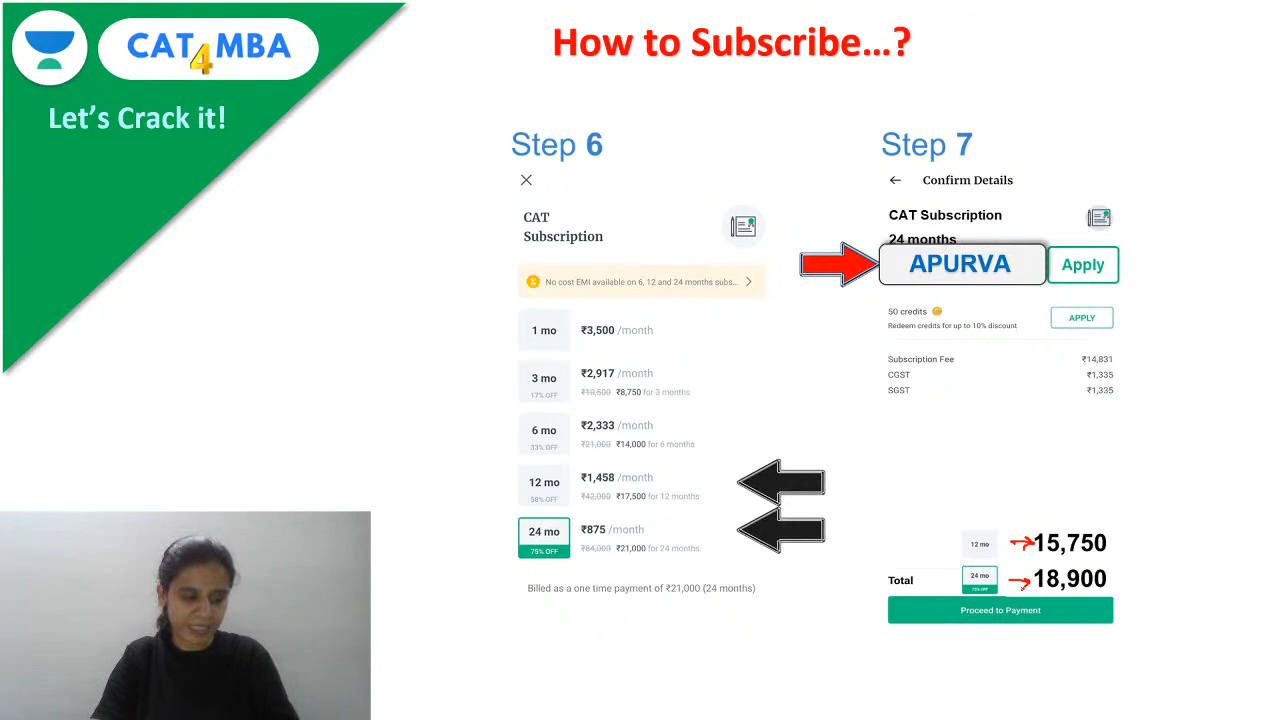 CAT4MBA
Let's Crack it!
How to Subscribe...?
Step 6
CAT
Subscription
No cost EMI available on 6, 12 and 24 months subs...
1 mo ₹3,500 /month
3 mo ₹2,917 /month
17% OFF ₹10,500 ₹8,750 for 3 months
6 mo ₹2,333 /month
33% OFF ₹21,000 ₹14,000 for 6 months
12 mo ₹1,458 /month
58% OFF ₹42,000 ₹17,500 for 12 months
24 mo ₹875 /month
75% OFF ₹84,000 ₹21,000 for 24 months
Billed as a one time payment of ₹21,000 (24 months)
Step 7
Confirm Details
CAT Subscription
24 months
APURVA Apply
50 credits
Redeem credits for up to 10% discount
APPLY
Subscription Fee ₹14,831
CGST ₹1,335
SGST ₹1,335
12 mo 15,750
Total 24 mo 18,900
75% OFF
Proceed to Payment